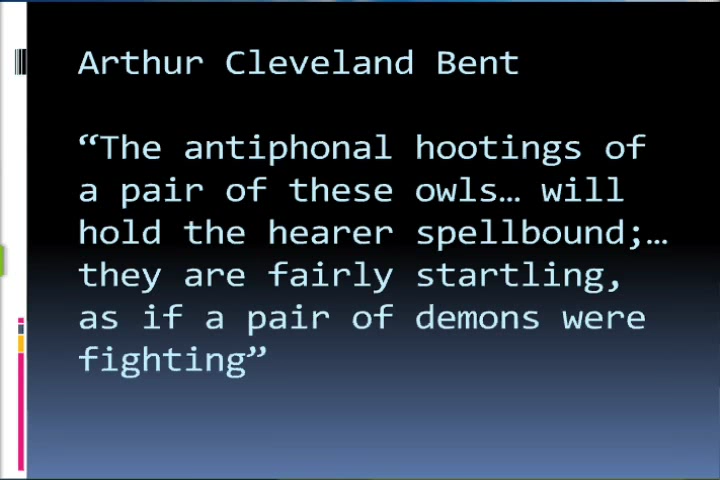 Arthur Cleveland Bent
“The antiphonal hootings of
a pair of these owls… will
hold the hearer spellbound;…
they are fairly startling,
as if a pair of demons were
fighting”